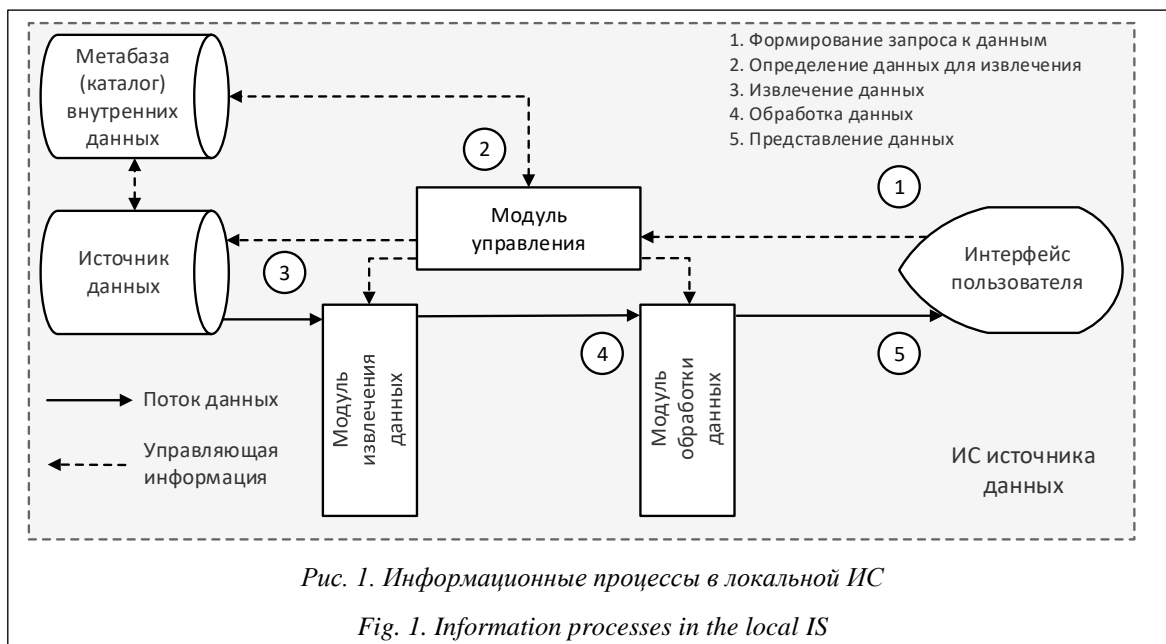 Метабаза
(каталог)
внутренних
данных
1. Формирование запроса к данным
2. Определение данных для извлечения
3. Извлечение данных
4. Обработка данных
5. Представление данных
2
1
Модуль
управления
Источник
данных
3
Интерфейс
пользователя
4
5
Модуль
извлечения
данных
Модуль
обработки
данных
Поток данных
Управляющая
информация
ИС источника
данных
Рис. 1. Информационные процессы в локальной ИС
Fig. 1. Information processes in the local IS